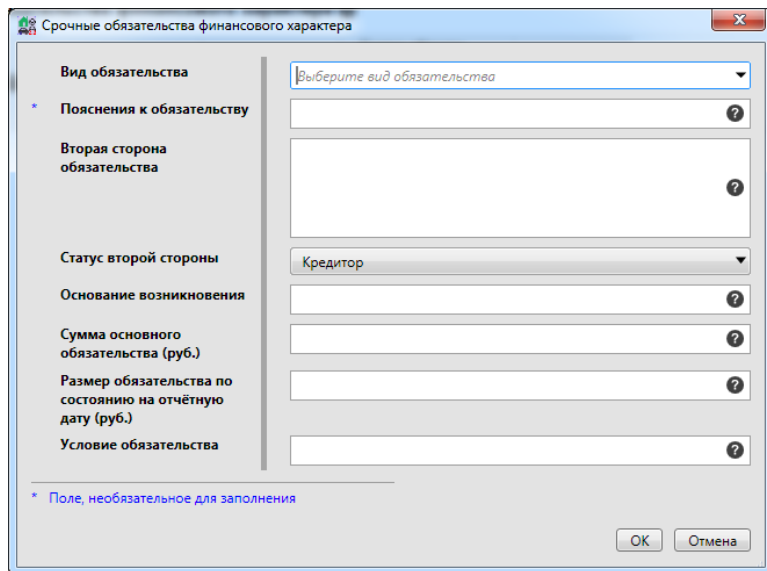 Срочные обязательства финансового характера
Вид обязательства
Выберите вид обязательства
* Пояснения к обязательству
Вторая сторона
обязательства
Статус второй стороны
Кредитор
Основание возникновения
Сумма основного
обязательства (руб.)
Размер обязательства по
состоянию на отчётную
дату (руб.)
Условие обязательства
* Поле, необязательное для заполнения
OK
Отмена